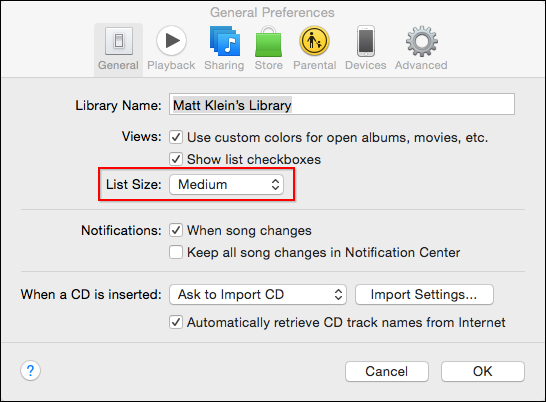 General Preferences
General Playback Sharing Store Parental Devices Advanced
Library Name: Matt Klein's Library
Views: Use custom colors for open albums, movies, etc.
Show list checkboxes
List Size: Medium
Notifications: When song changes
Keep all song changes in Notification Center
When a CD is inserted: Ask to Import CD Import Settings...
Automatically retrieve CD track names from Internet
? Cancel OK